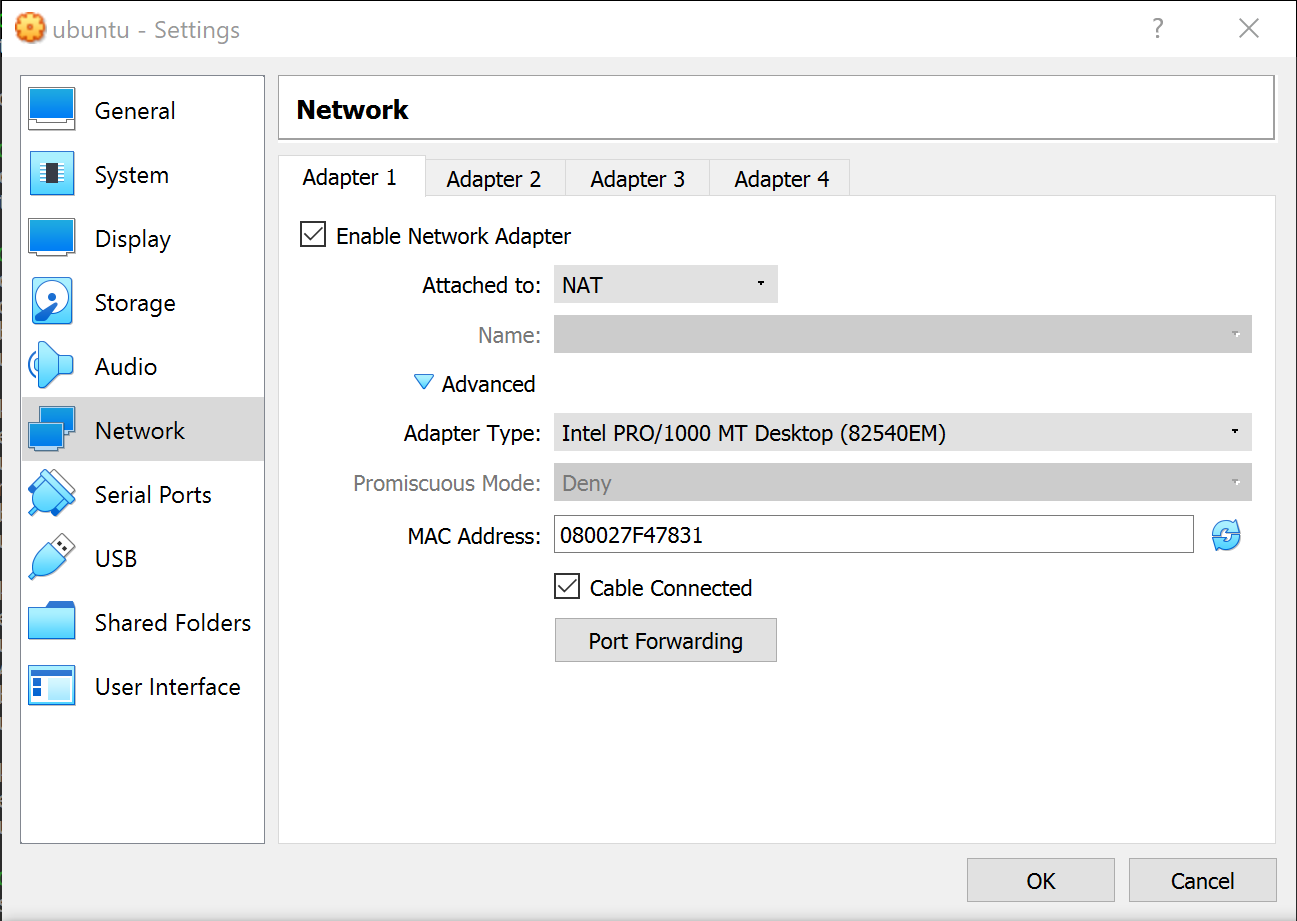 ubuntu - Settings
?
General
System
Display
Storage
Audio
Network
Serial Ports
USB
Shared Folders
User Interface
Network
Adapter 1 Adapter 2 Adapter 3 Adapter 4
Enable Network Adapter
Attached to: NAT
Name:
Advanced
Adapter Type: Intel PRO/1000 MT Desktop (82540EM)
Promiscuous Mode: Deny
MAC Address: 080027F47831
Cable Connected
Port Forwarding
OK Cancel